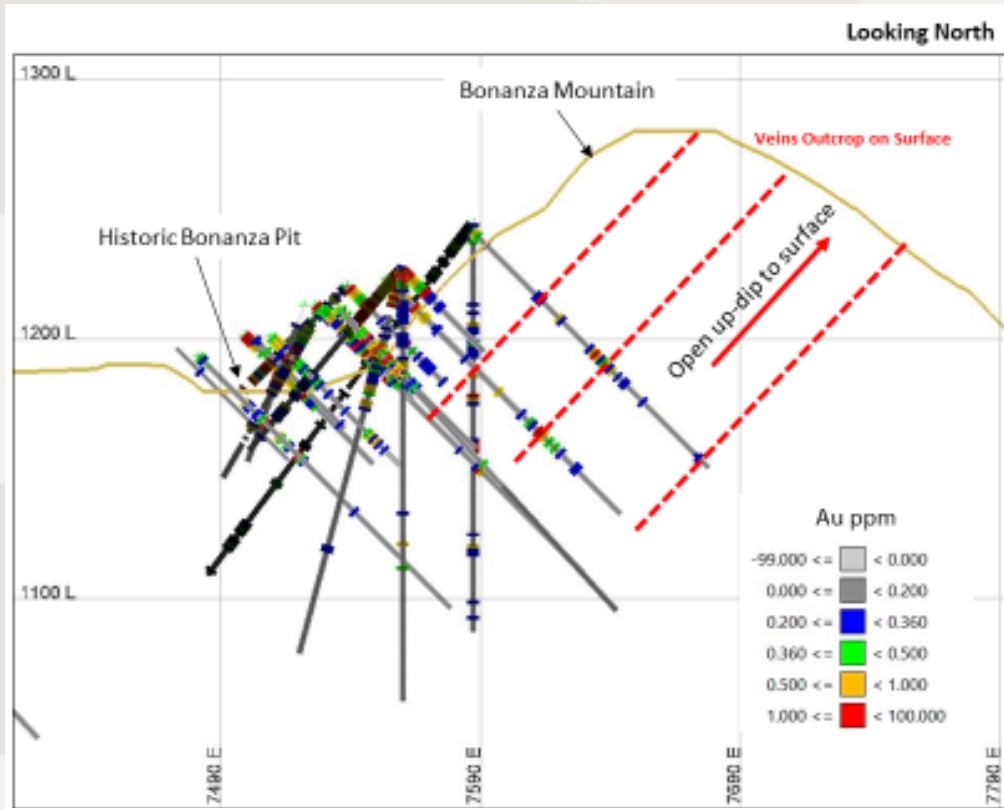 Looking North
1300 L
Bonanza Mountain
Veins Outcrop on Surface
Historic Bonanza Pit
1200 L
Open up-dip to surface
Au ppm
-99.000 <= < 0.000
0.000 <= < 0.200
0.200 <= < 0.360
0.360 <= < 0.500
0.500 <= < 1.000
1.000 <= < 100.000
1100 L
7490 E
7590 E
7690 E
7790 E